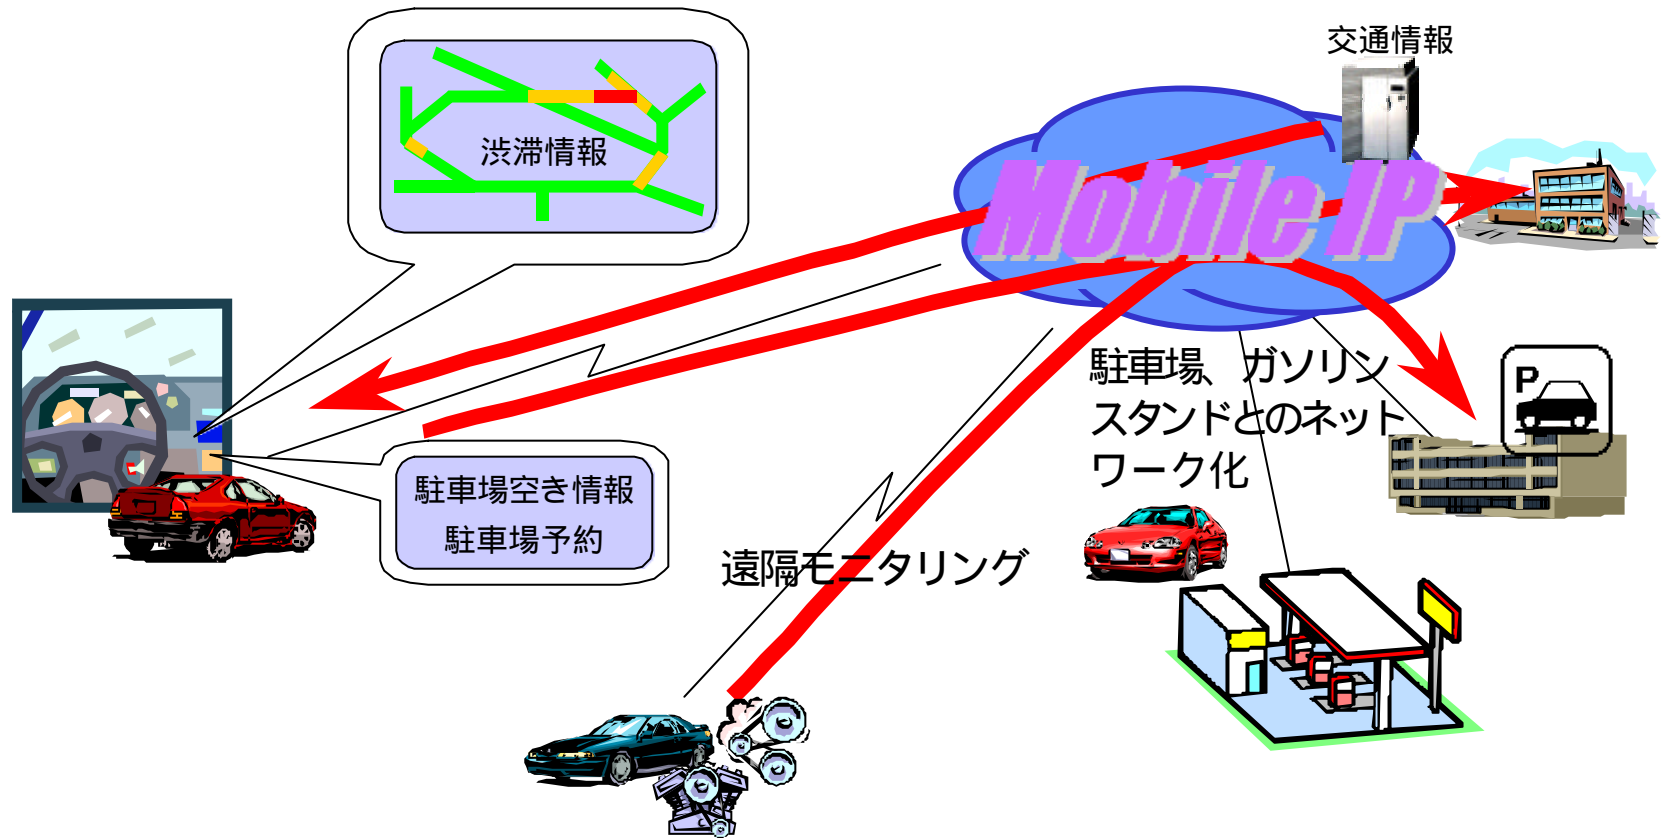 交通情報
渋滞情報
Mobile IP
駐車場、ガソリン
スタンドとのネット
ワーク化
P
駐車場空き情報
駐車場予約
遠隔モニタリング